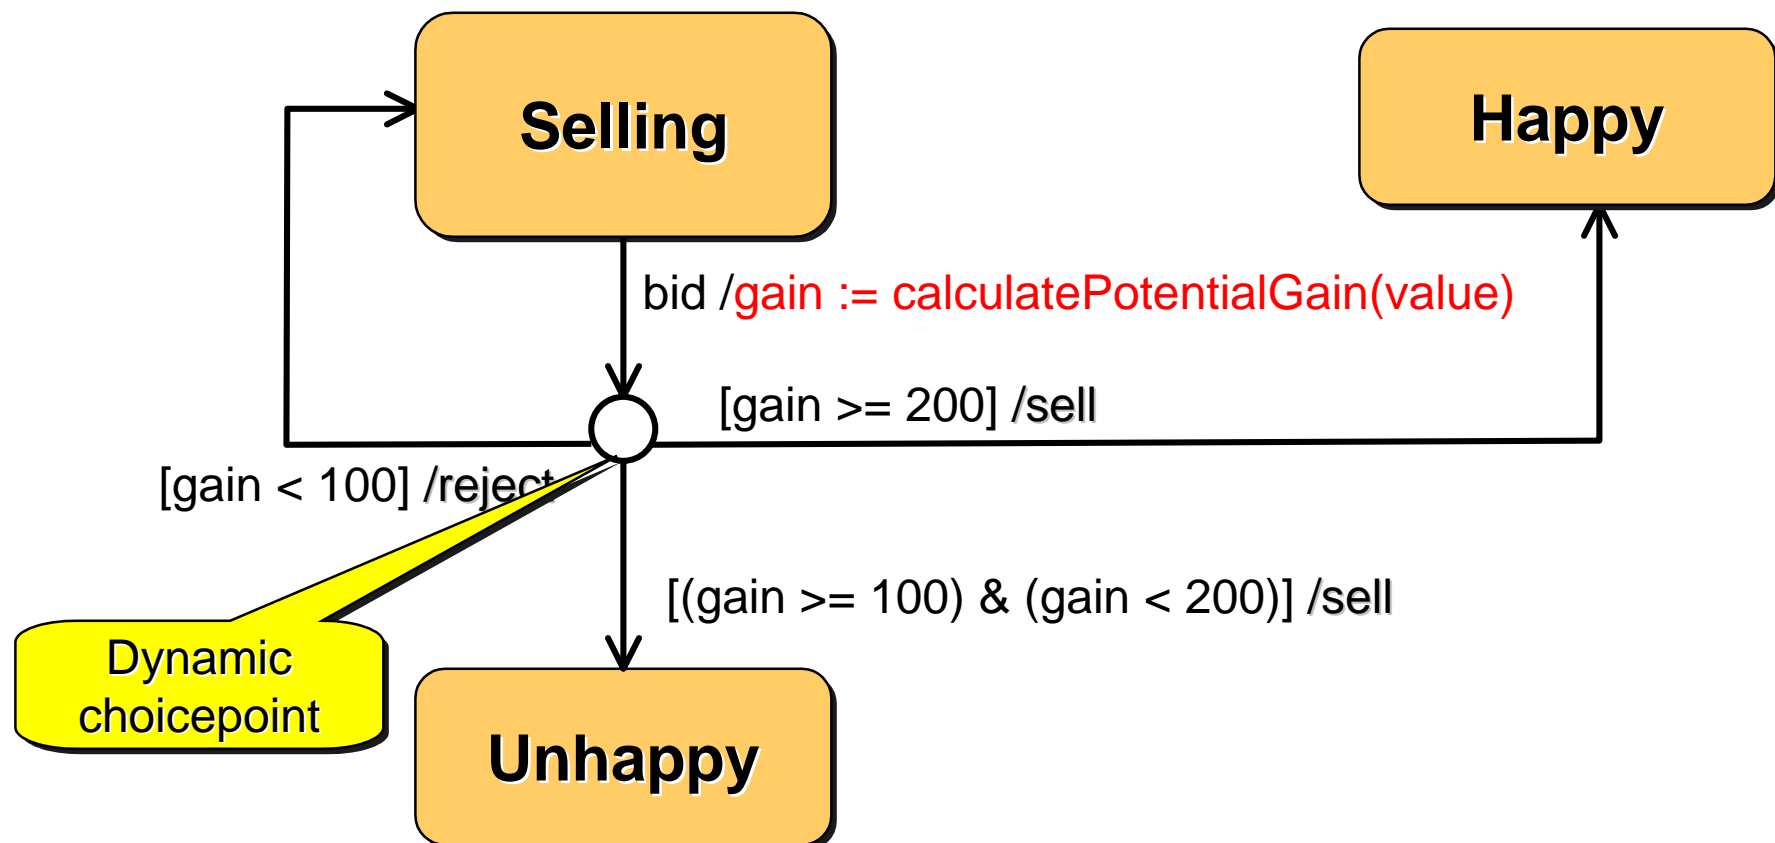 Selling
Happy
bid /gain := calculatePotentialGain(value)
[gain >= 200] /sell
[gain < 100] /reject
[(gain >= 100) & (gain < 200)] /sell
Dynamic
choicepoint
Unhappy